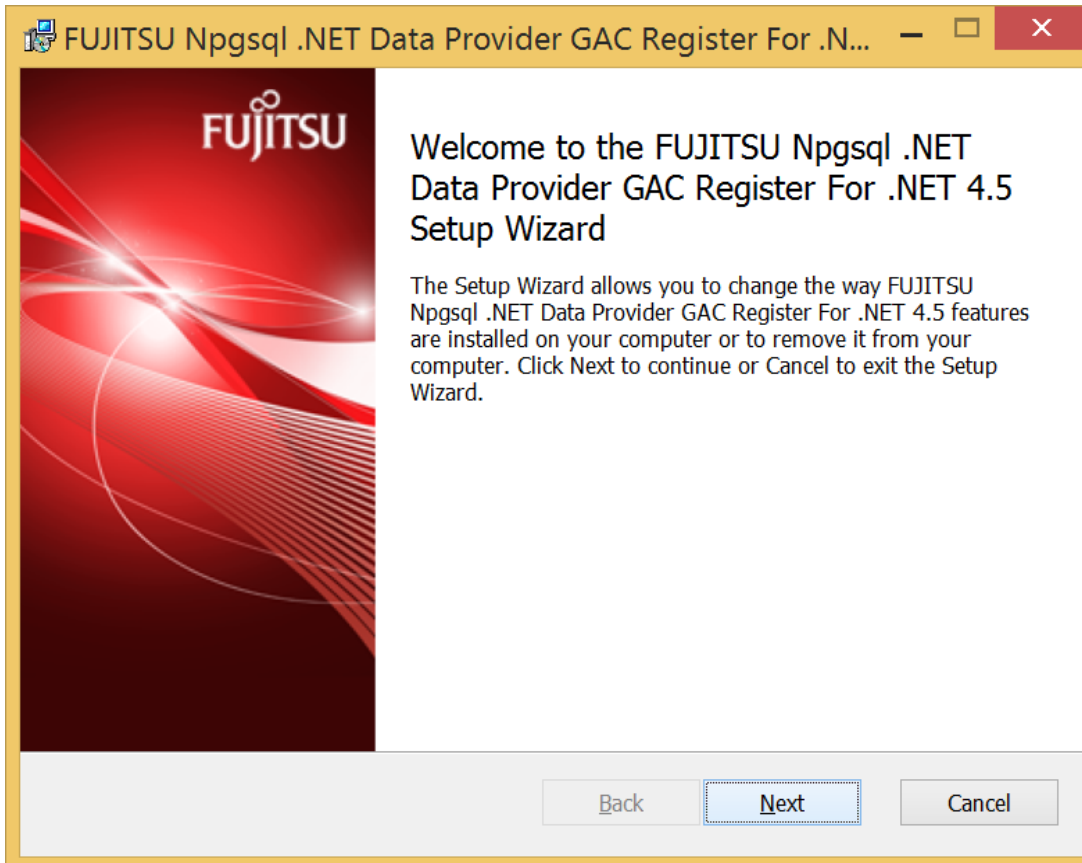 FUJITSU Npgsql .NET Data Provider GAC Register For .N...
FUJITSU
Welcome to the FUJITSU Npgsql .NET
Data Provider GAC Register For .NET 4.5
Setup Wizard
The Setup Wizard allows you to change the way FUJITSU
Npgsql .NET Data Provider GAC Register For .NET 4.5 features
are installed on your computer or to remove it from your
computer. Click Next to continue or Cancel to exit the Setup
Wizard.
Back Next Cancel